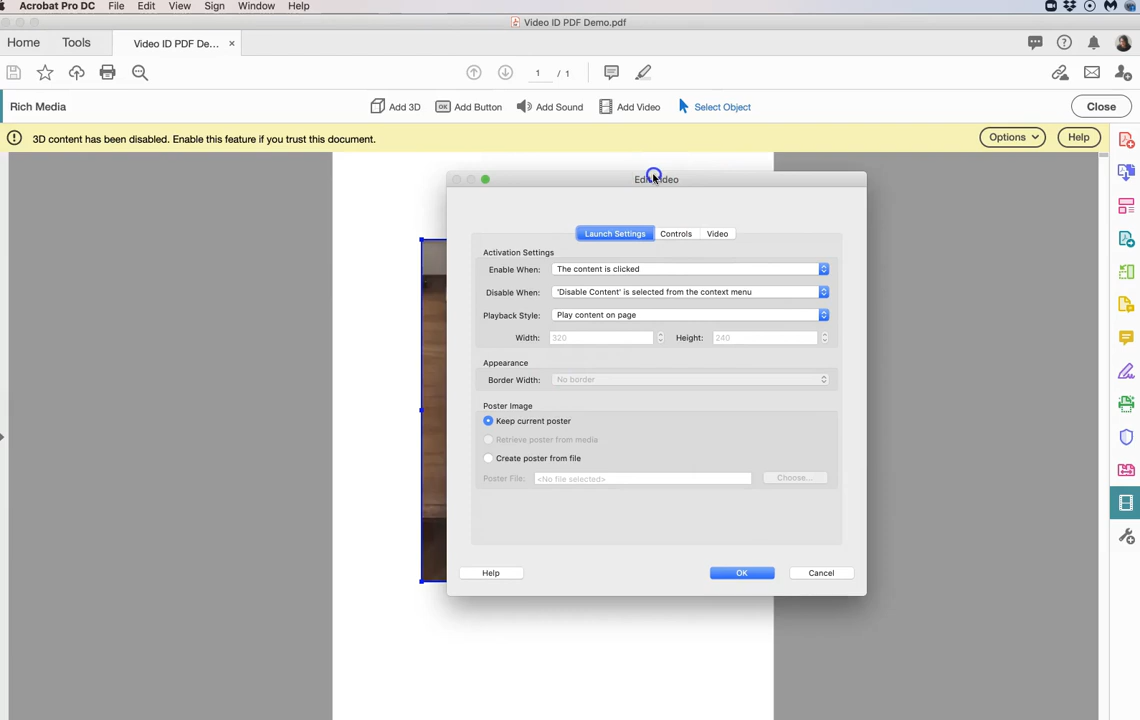 Acrobat Pro DC File Edit View Sign Window Help
Video ID PDF Demo.pdf
Home Tools Video ID PDF De... ×
1 / 1
Rich Media Add 3D OK Add Button Add Sound Add Video Select Object Close
3D content has been disabled. Enable this feature if you trust this document. Options Help
Launch Settings Controls Video
Activation Settings
Enable When: The content is clicked
Disable When: 'Disable Content' is selected from the context menu
Playback Style: Play content on page
Width: 320 Height: 240
Appearance
Border Width: No border
Poster Image
Keep current poster
Retrieve poster from media
Create poster from file
Poster File: <No file selected> Choose...
Help OK Cancel